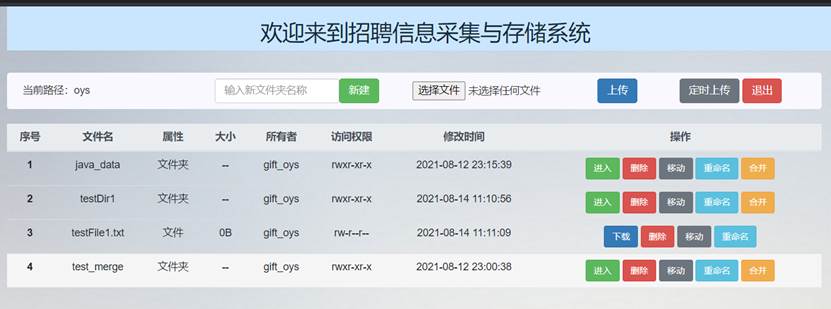 欢迎来到招聘信息采集与存储系统
当前路径：oys 输入新文件夹名称 新建 选择文件 未选择任何文件 上传 定时上传 退出
序号 文件名 属性 大小 所有者 访问权限 修改时间 操作
1 java_data 文件夹 -- gift_oys rwxr-xr-x 2021-08-12 23:15:39 进入 删除 移动 重命名 合并
2 testDir1 文件夹 -- gift_oys rwxr-xr-x 2021-08-14 11:10:56 进入 删除 移动 重命名 合并
3 testFile1.txt 文件 0B gift_oys rw-r--r-- 2021-08-14 11:11:09 下载 删除 移动 重命名
4 test_merge 文件夹 -- gift_oys rwxr-xr-x 2021-08-12 23:00:38 进入 删除 移动 重命名 合并